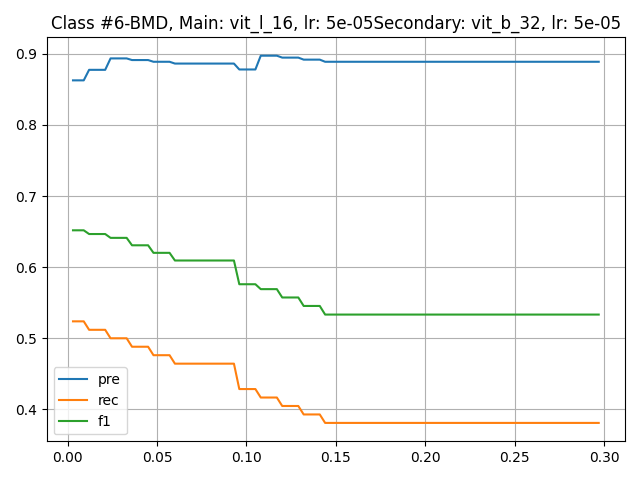 Class #6-BMD, Main: vit_l_16, lr: 5e-05Secondary: vit_b_32, lr: 5e-05
0.9
0.8
0.7
0.6
0.5
0.4
pre
rec
f1
0.00 0.05 0.10 0.15 0.20 0.25 0.30